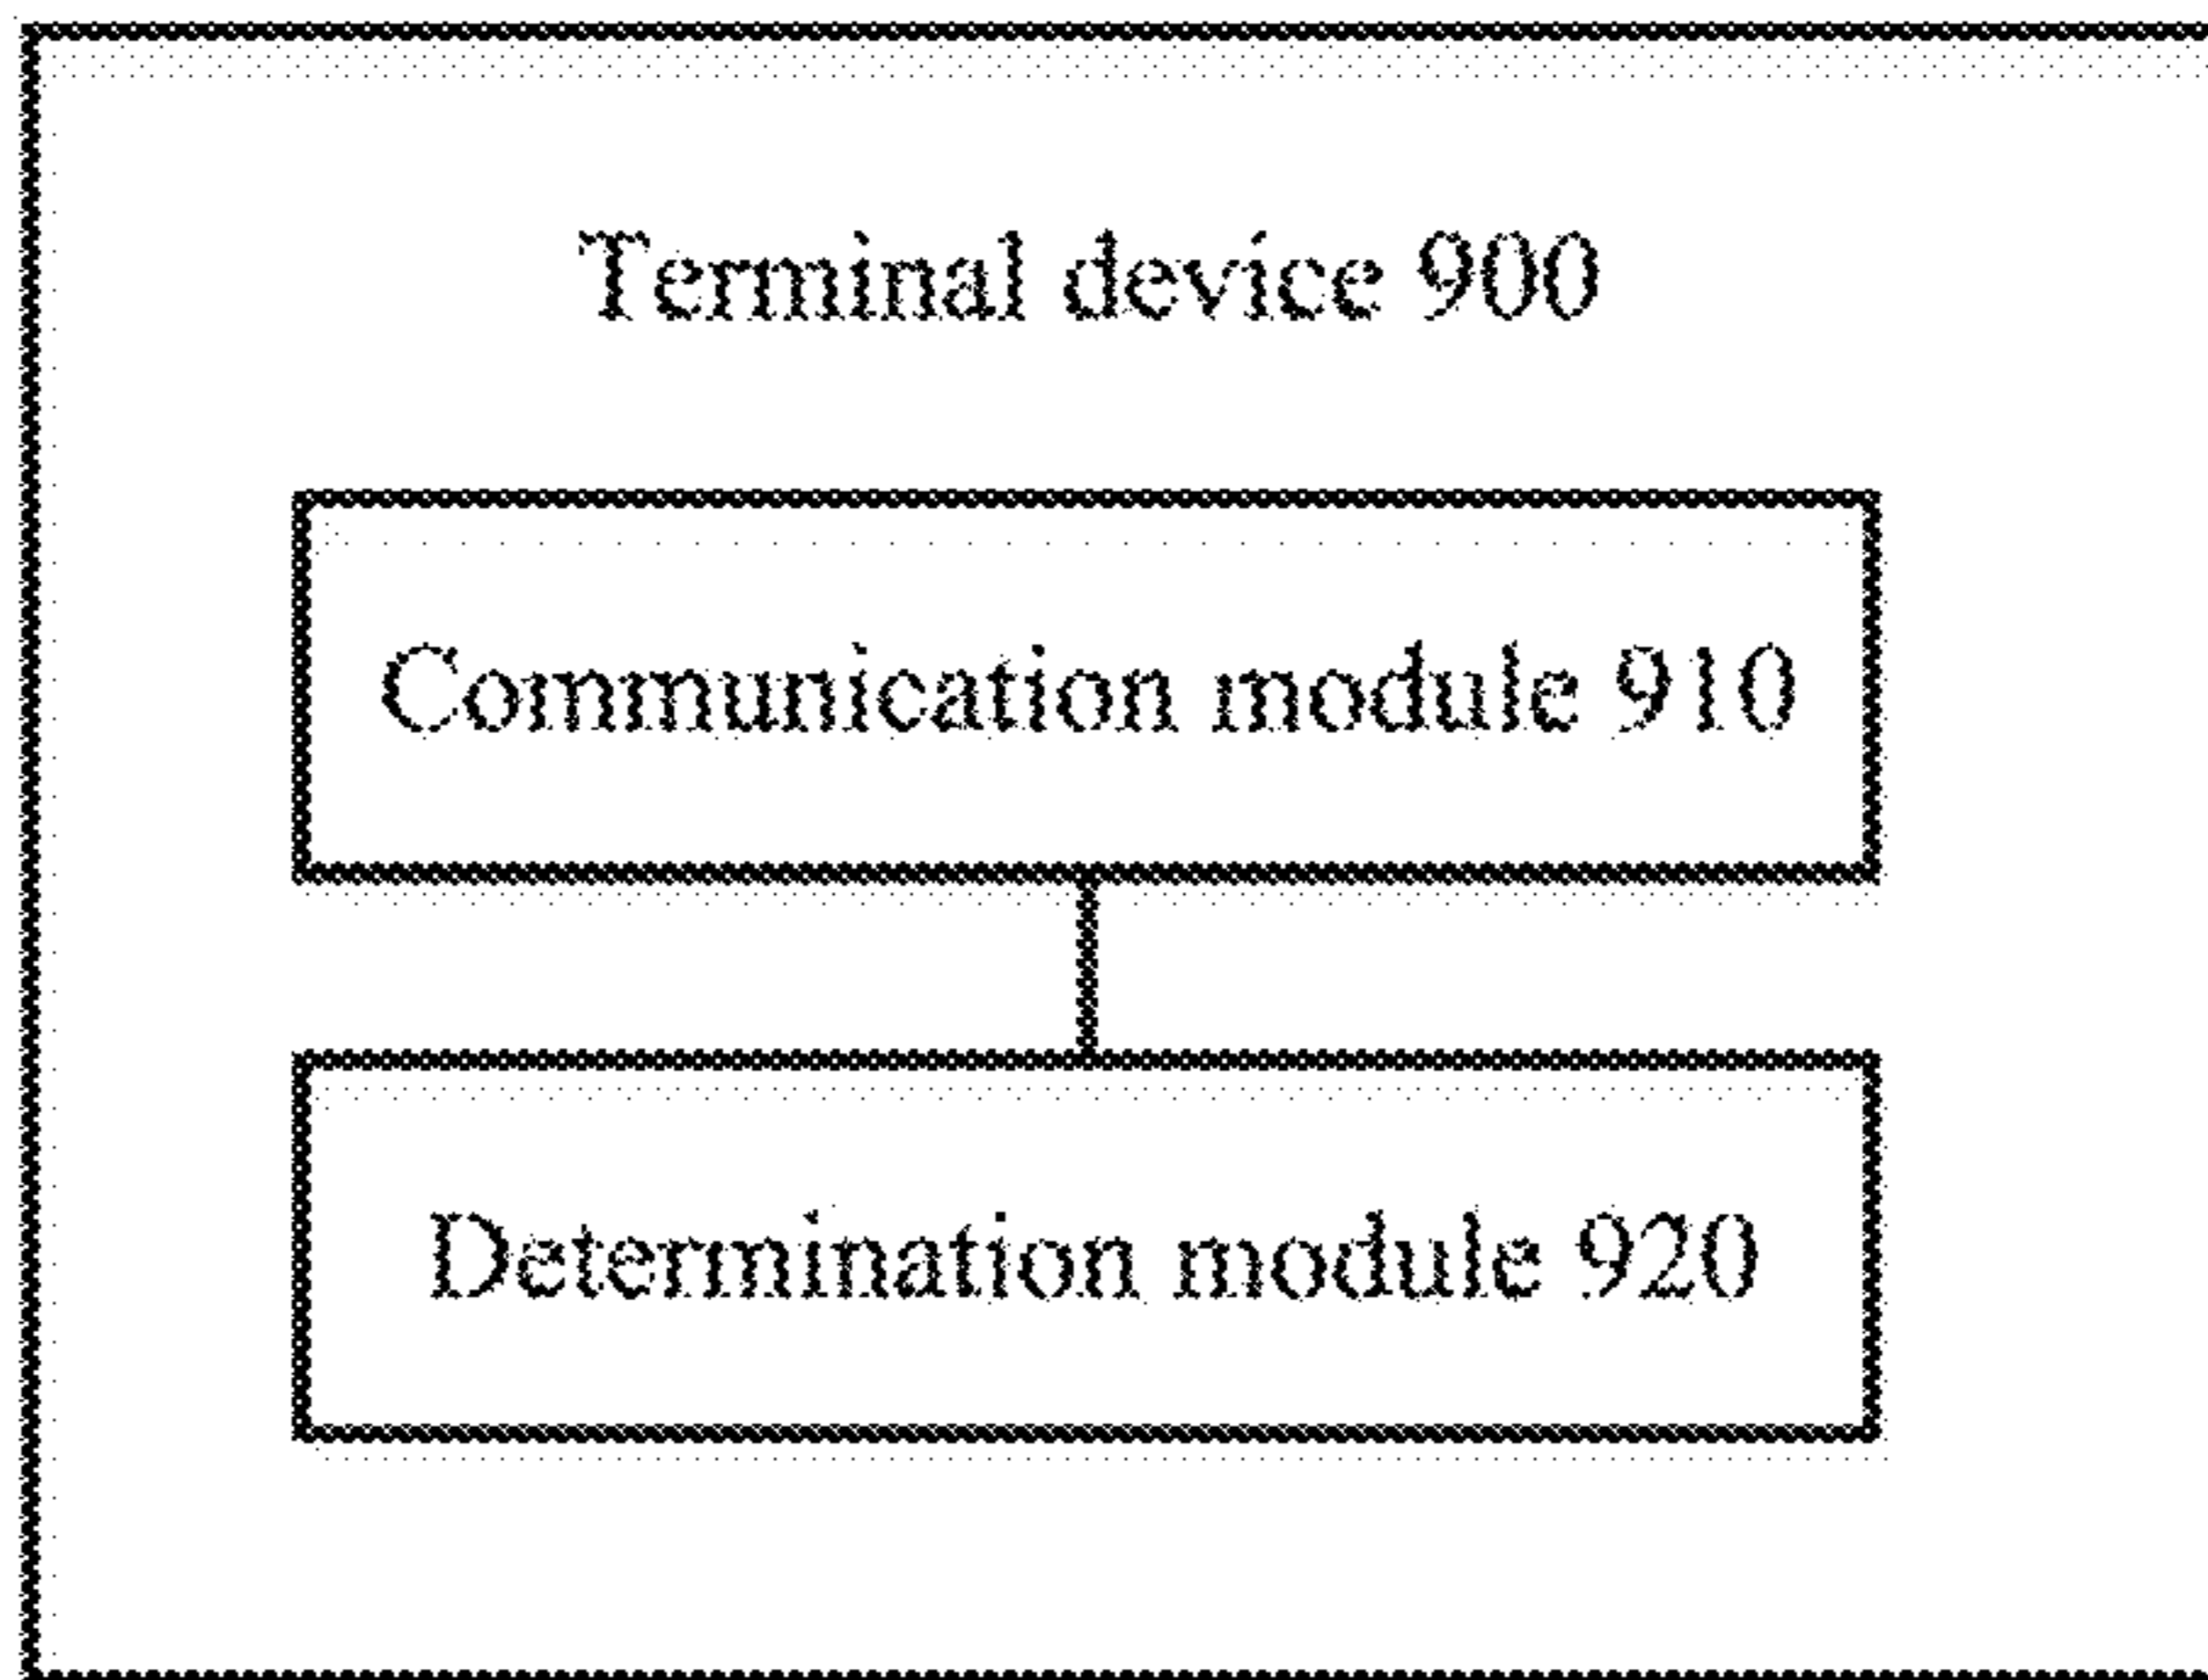 Terminal device 900
Communication module 910
Determination module 920